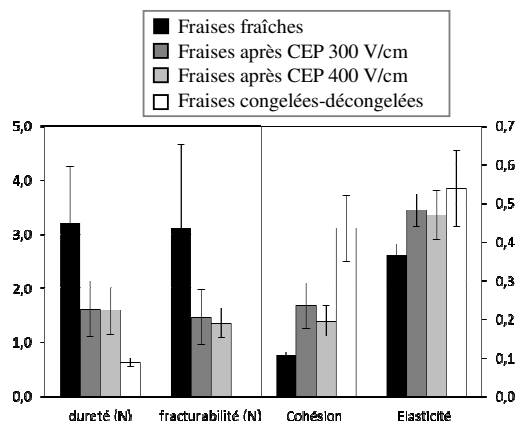 Fraises fraîches
Fraises après CEP 300 V/cm
Fraises après CEP 400 V/cm
Fraises congelées-décongelées
5,0
4,0
3,0
2,0
1,0
0,0
0,7
0,6
0,5
0,4
0,3
0,2
0,1
0,0
dureté (N) fracturabilité (N) Cohésion Elasticité